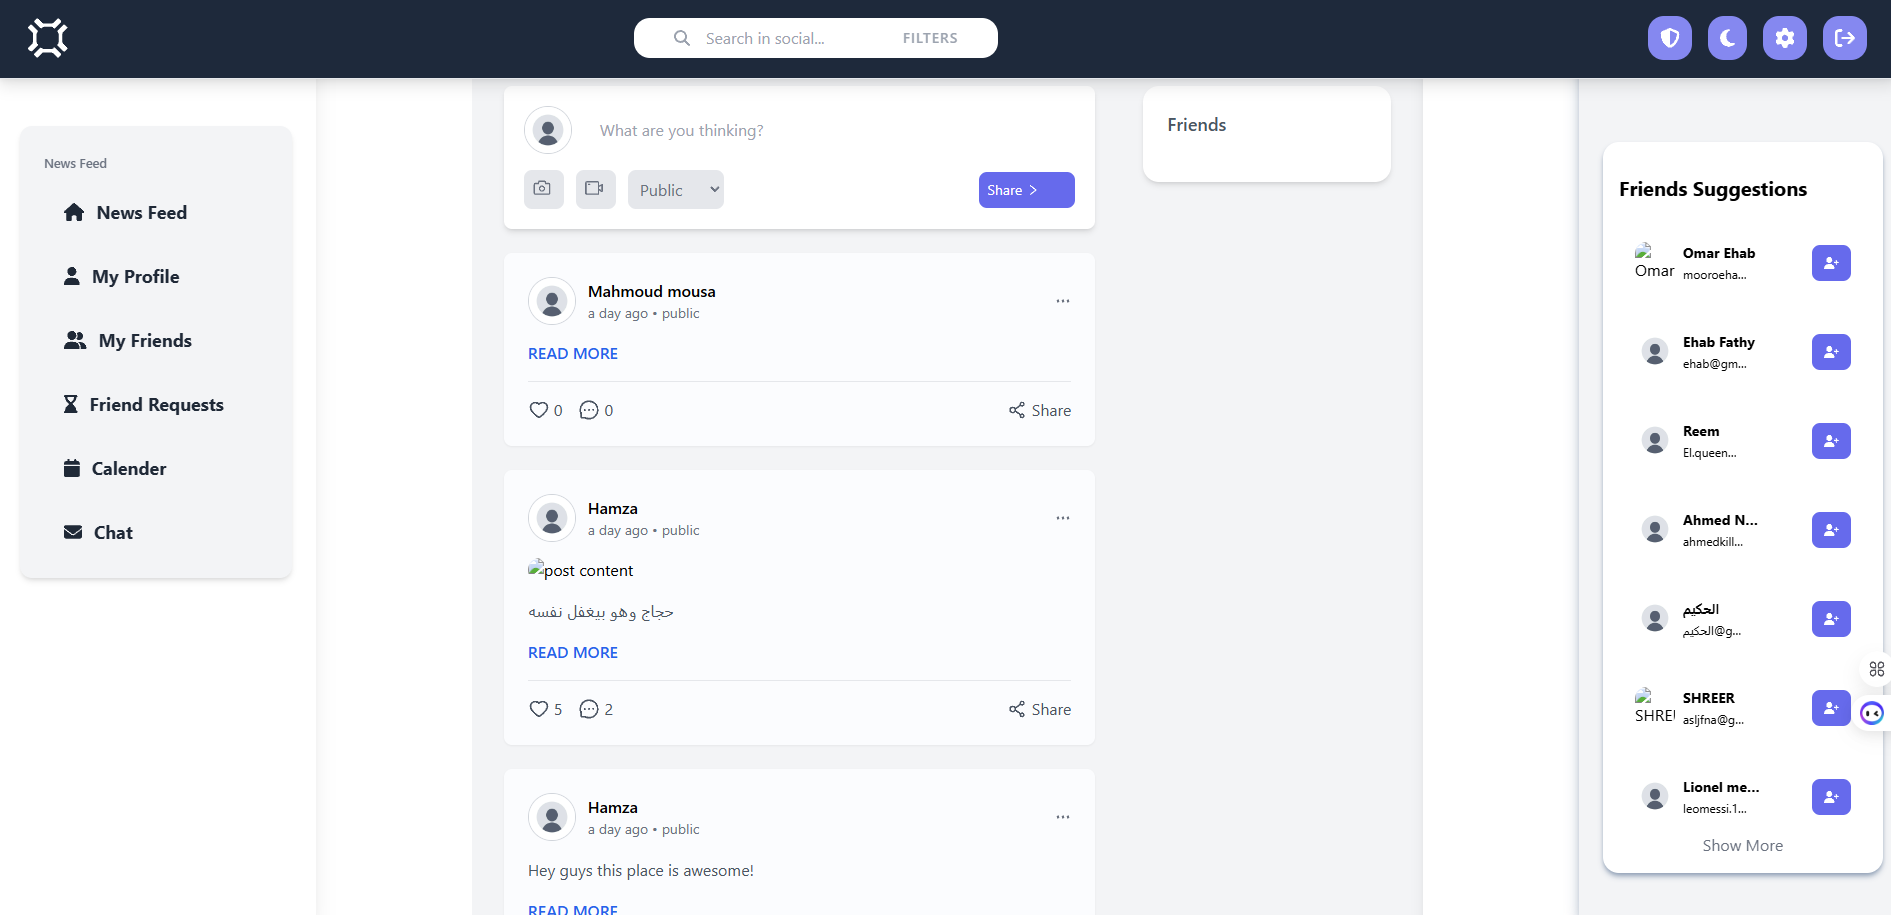 Search in social...
FILTERS
News Feed
News Feed
My Profile
My Friends
Friend Requests
Calender
Chat
What are you thinking?
Public
Share >
Mahmoud mousa
a day ago • public
READ MORE
0
0
Share
Hamza
a day ago • public
post content
حجاج وهو بيغفل نفسه
READ MORE
5
2
Share
Hamza
a day ago • public
Hey guys this place is awesome!
READ MORE
Friends
Friends Suggestions
Omar
Omar Ehab
mooroeha...
Ehab Fathy
ehab@gm...
Reem
El.queen...
Ahmed N...
ahmedkill...
الحكيم
الحكيم@g...
SHREE
SHREER
asljfna@g...
Lionel me...
leomessi.1...
Show More